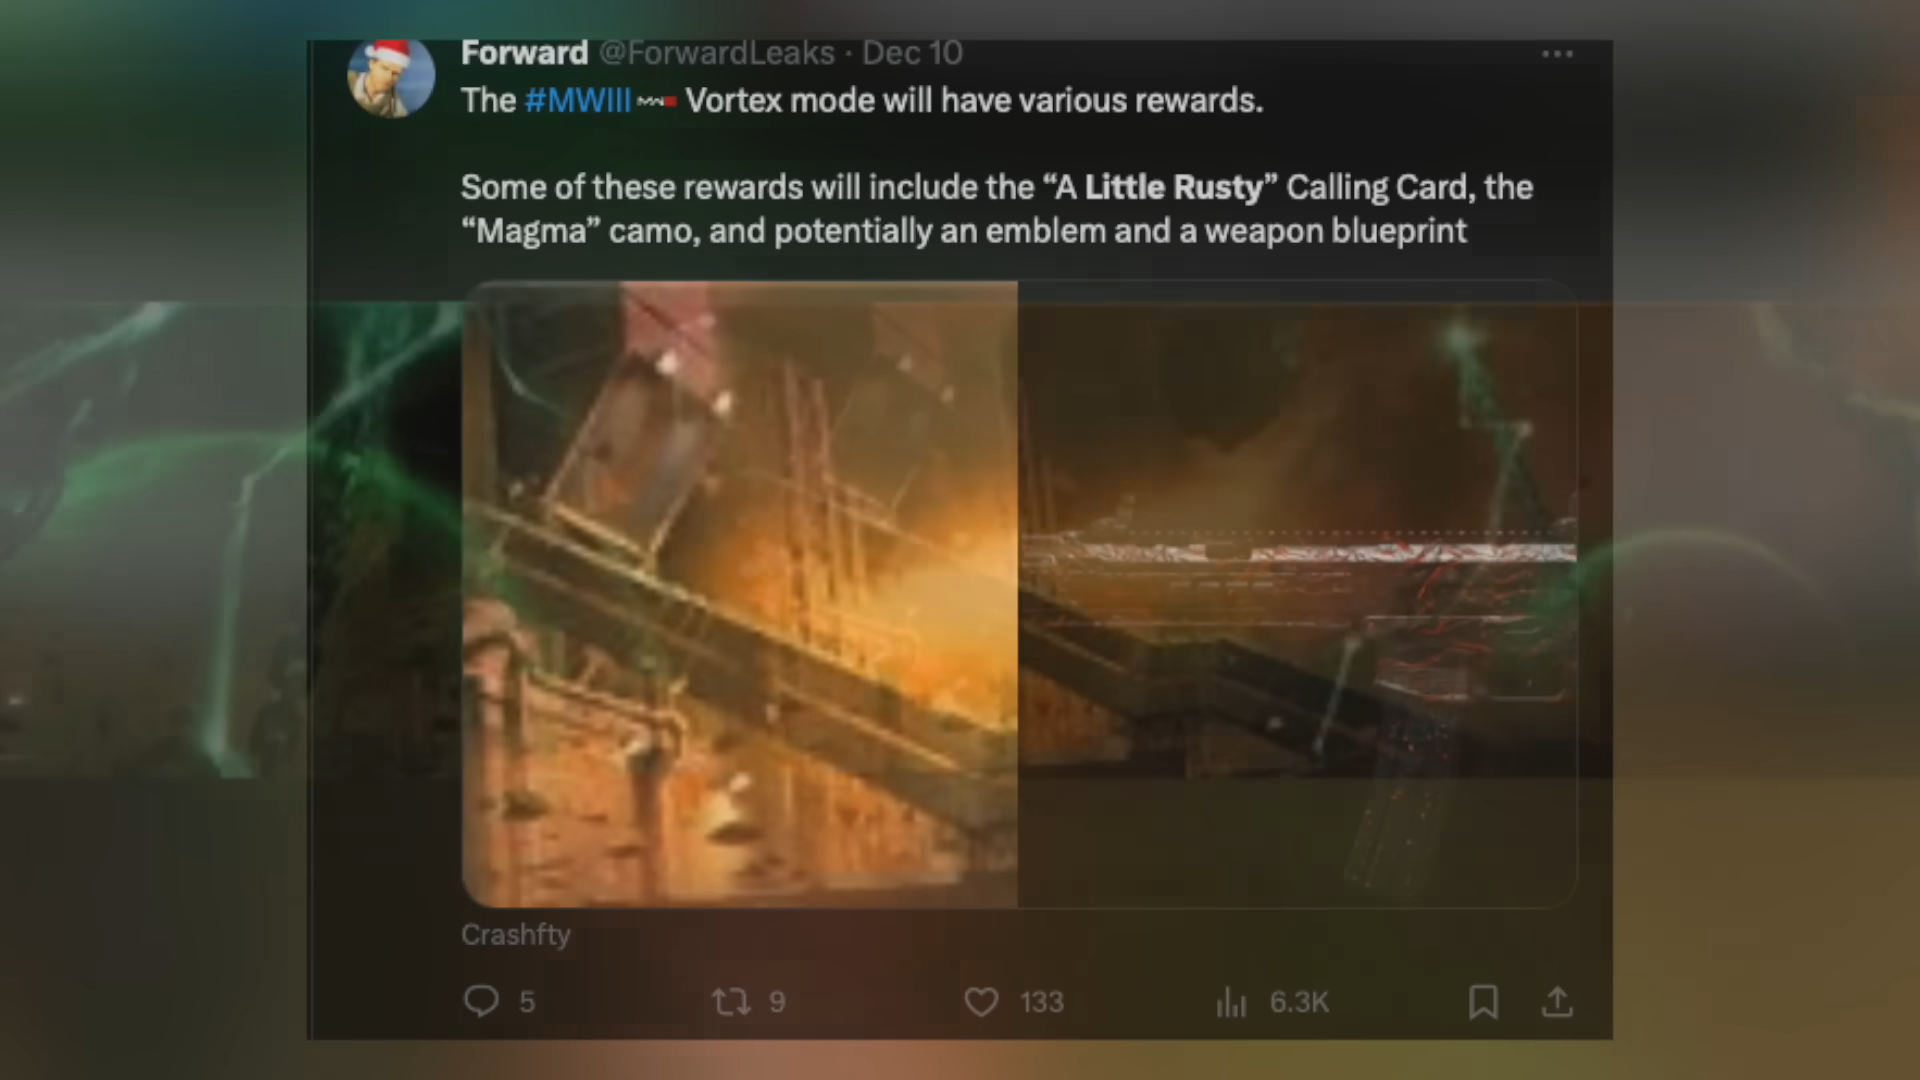 Forward @ForwardLeaks · Dec 10
The #MWIII Vortex mode will have various rewards.
Some of these rewards will include the “A Little Rusty” Calling Card, the
“Magma” camo, and potentially an emblem and a weapon blueprint
Crashfty
5 9 133 6.3K